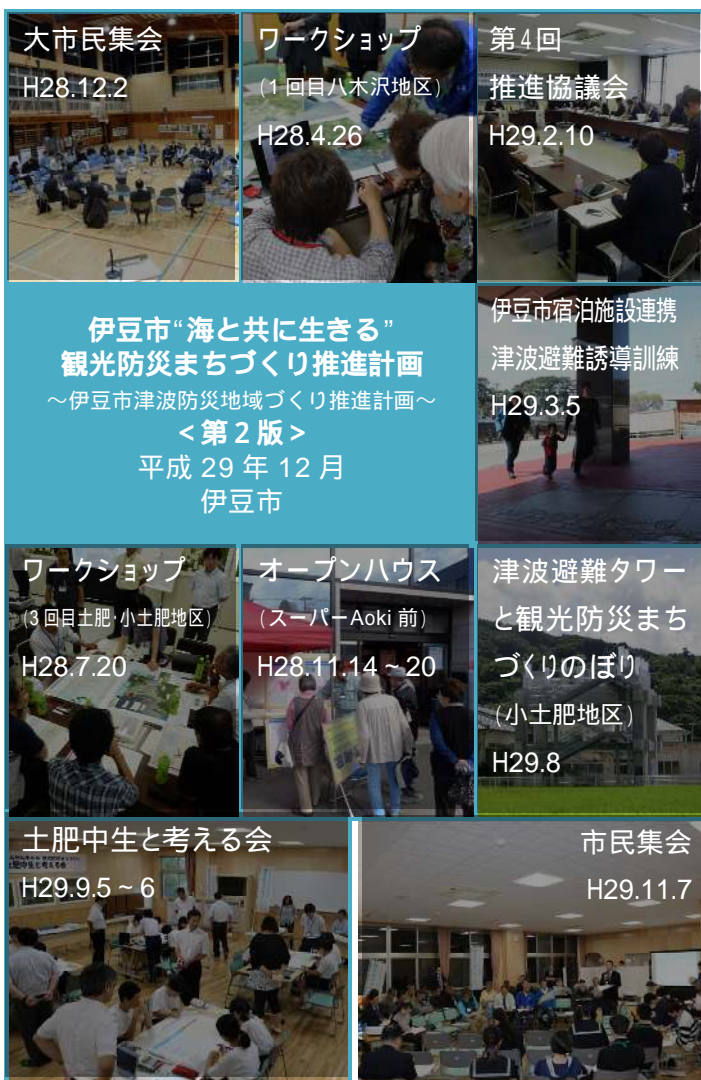 大市民集会
H28.12.2
ワークショップ
(1回目八木沢地区)
H28.4.26
第4回
推進協議会
H29.2.10
伊豆市“海と共に生きる”
観光防災まちづくり推進計画
～伊豆市津波防災地域づくり推進計画～
<第2版>
平成 29 年 12 月
伊豆市
伊豆市宿泊施設連携
津波避難誘導訓練
H29.3.5
ワークショップ
(3回目土肥･小土肥地区)
H28.7.20
オープンハウス
(スーパーAoki 前)
H28.11.14～20
津波避難タワー
と観光防災まち
づくりのぼり
(小土肥地区)
H29.8
土肥中生と考える会
H29.9.5～6
市民集会
H29.11.7